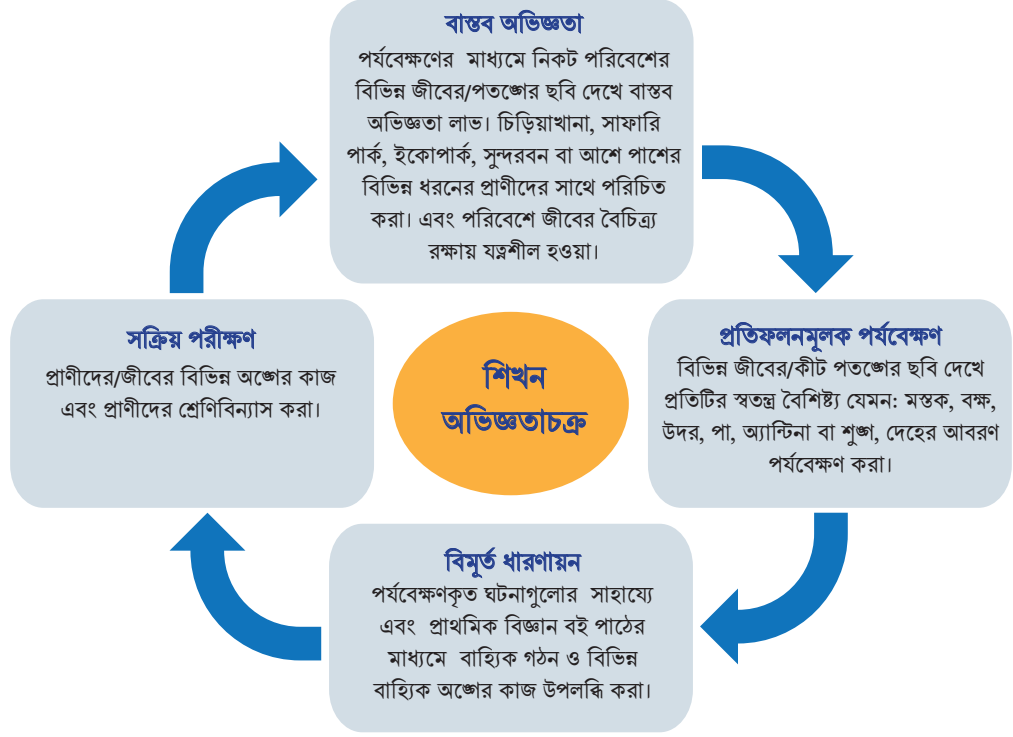 বাস্তব অভিজ্ঞতা
পর্যবেক্ষণের মাধ্যমে নিকট পরিবেশের
বিভিন্ন জীবের/পতঙ্গের ছবি দেখে বাস্তব
অভিজ্ঞতা লাভ। চিড়িয়াখানা, সাফারি
পার্ক, ইকোপার্ক, সুন্দরবন বা আশে পাশের
বিভিন্ন ধরনের প্রাণীদের সাথে পরিচিত
করা। এবং পরিবেশে জীবের বৈচিত্র্য
রক্ষায় যত্নশীল হওয়া।
প্রতিফলনমূলক পর্যবেক্ষণ
বিভিন্ন জীবের/কীট পতঙ্গের ছবি দেখে
প্রতিটির স্বতন্ত্র বৈশিষ্ট্য যেমন: মস্তক, বক্ষ,
উদর, পা, অ্যান্টিনা বা শুঙ্গ, দেহের আবরণ
পর্যবেক্ষণ করা।
বিমূর্ত ধারণায়ন
পর্যবেক্ষণকৃত ঘটনাগুলোর সাহায্যে
এবং প্রাথমিক বিজ্ঞান বই পাঠের
মাধ্যমে বাহ্যিক গঠন ও বিভিন্ন
বাহ্যিক অঙ্গের কাজ উপলব্ধি করা।
সক্রিয় পরীক্ষণ
প্রাণীদের/জীবের বিভিন্ন অঙ্গের কাজ
এবং প্রাণীদের শ্রেণিবিন্যাস করা।
শিখন
অভিজ্ঞতাচক্র